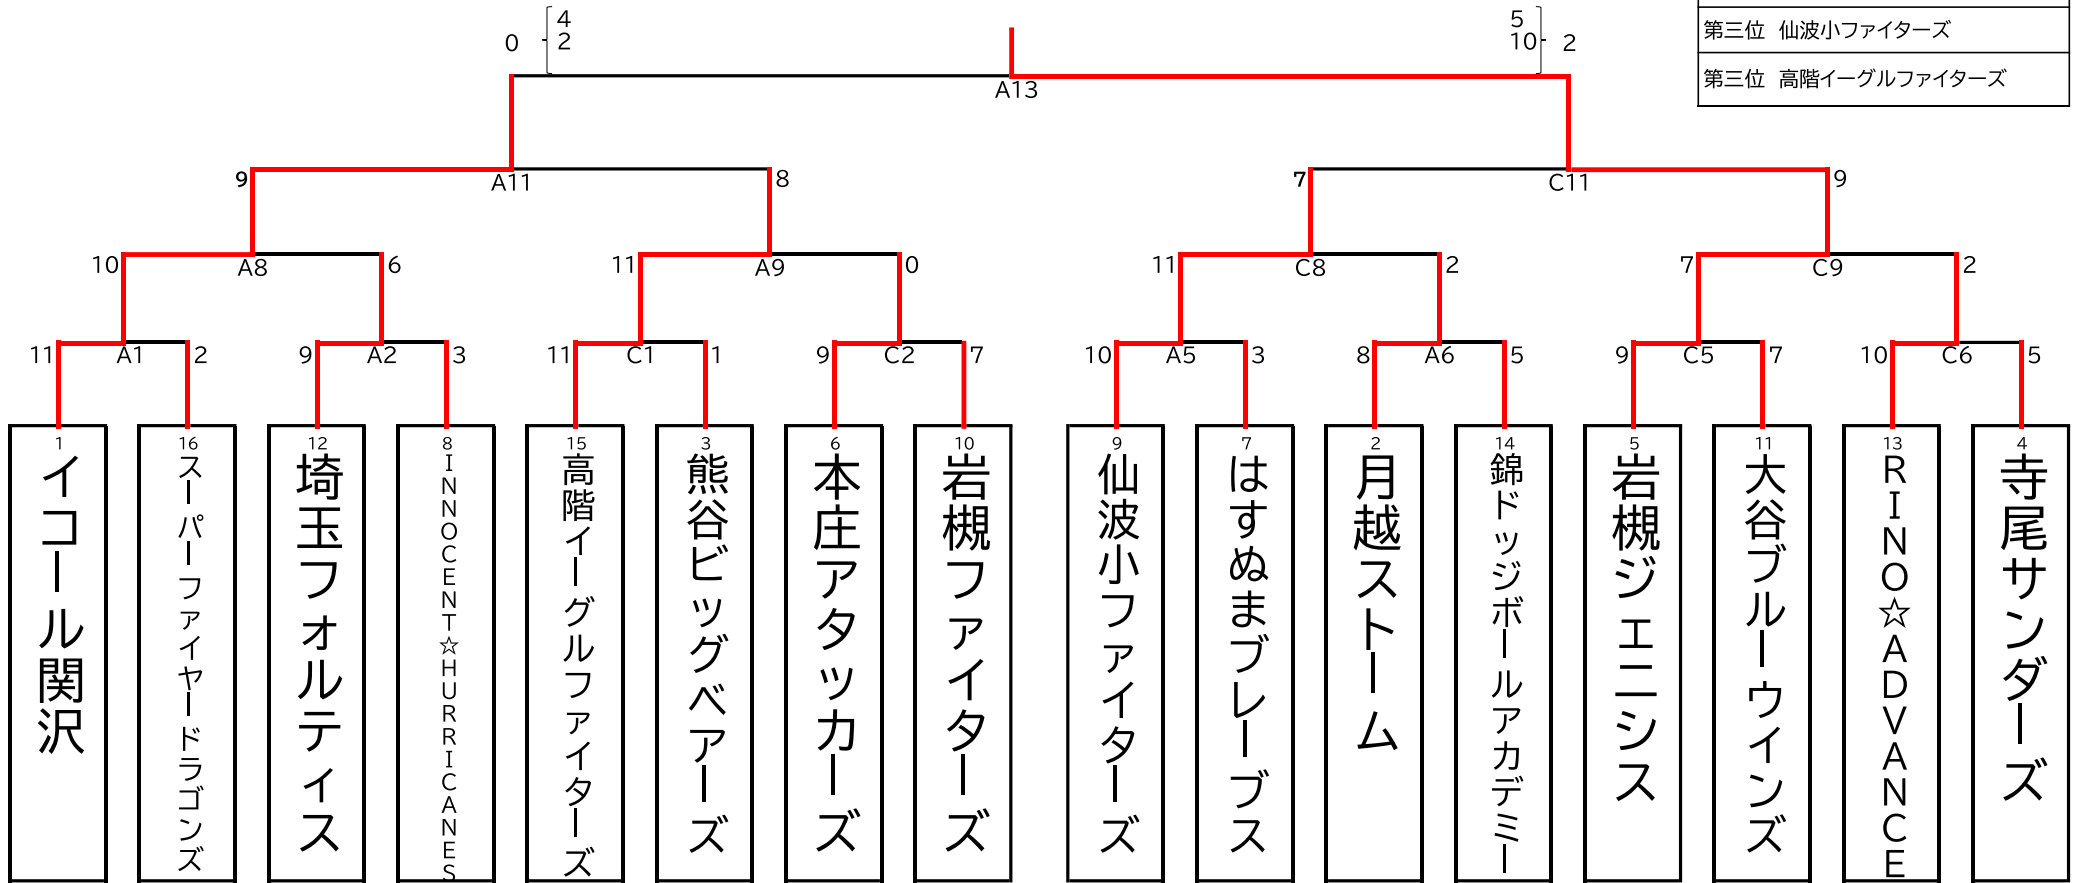 4
5
第三位 仙波小ファイターズ
0
2
10
2
A13
第三位 高階イーグルファイターズ
9
A11
8
7
C11
9
10
A8
6
11
A9
0
11
C8
2
7
C9
2
11
A1
2
9
A2
3
11
C1
1
9
C2
7
10
A5
3
8
A6
5
9
C5
7
10
C6
5
1
イコール関沢
16
スーパーファイヤードラゴンズ
12
埼玉フォルティス
8
INNOCENT☆HURRICANES
15
高階イーグルファイターズ
3
熊谷ビッグベアーズ
6
本庄アタッカーズ
10
岩槻ファイターズ
9
仙波小ファイターズ
7
はすぬまブレーブス
2
月越ストーム
14
錦ドッジボールアカデミー
5
岩槻ジェニシス
11
大谷ブルーウィンズ
13
RINO☆ADVANCE
4
寺尾サンダーズ